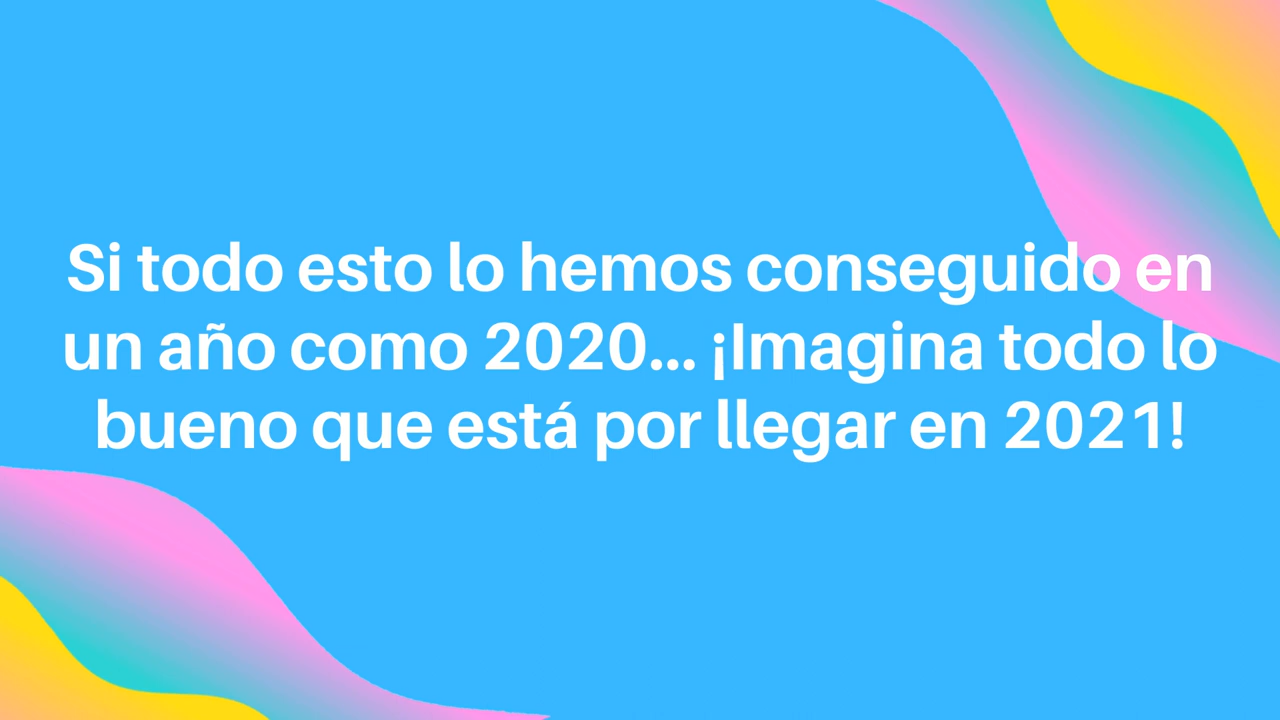 Si todo esto lo hemos conseguido en
un año como 2020... ¡Imagina todo lo
bueno que está por llegar en 2021!